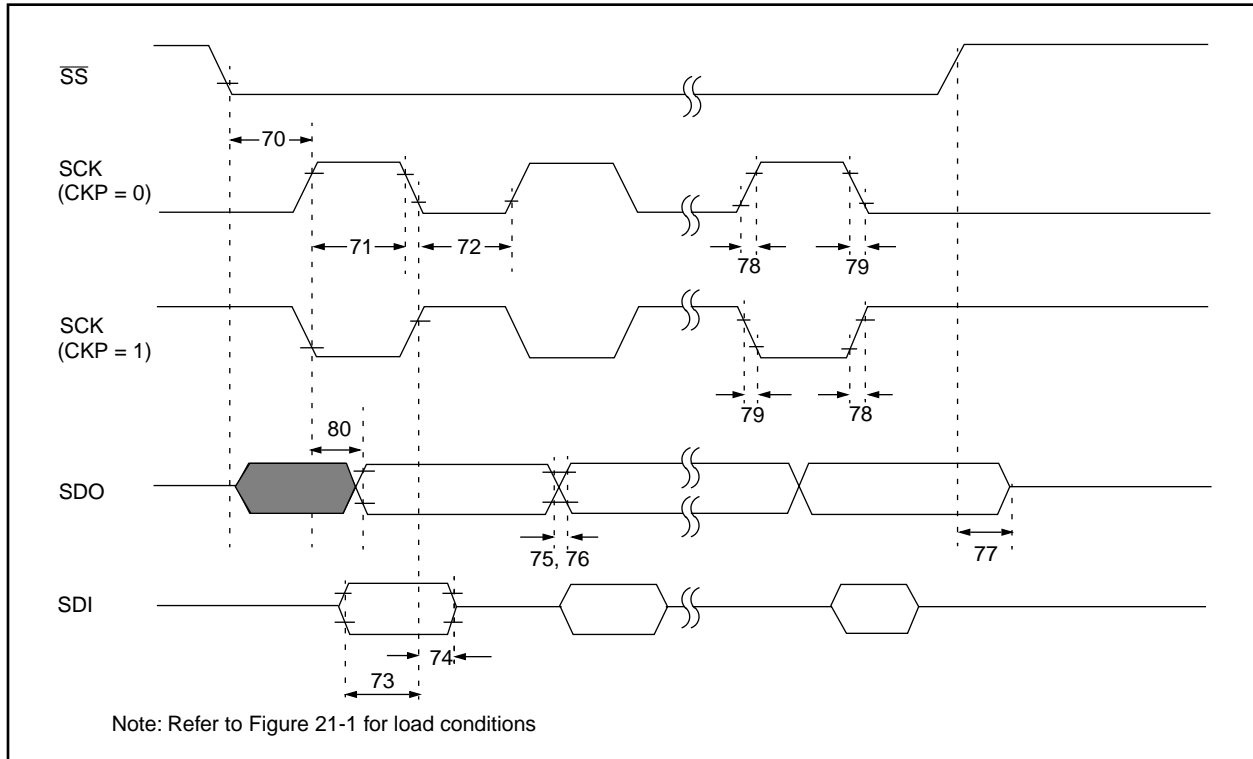 SS
70
SCK
(CKP = 0)
71
72
78
79
SCK
(CKP = 1)
79
78
80
SDO
75, 76
77
SDI
74
73
Note: Refer to Figure 21-1 for load conditions